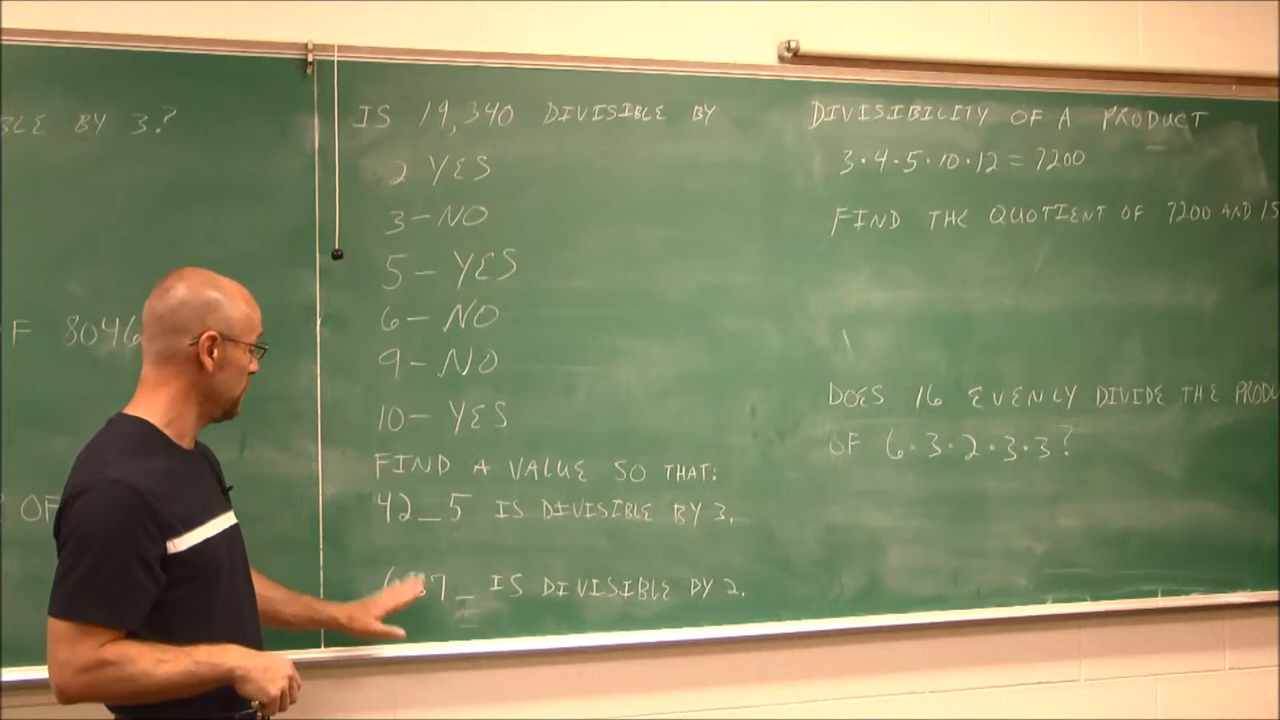 BY 3?
F 8046
OF
IS 19,340 DIVISIBLE BY
2 YES
3-NO
5-YES
6-NO
9-NO
10-YES
FIND A VALUE SO THAT:
42_5 IS DIVISIBLE BY 3.
7_ IS DIVISIBLE BY 2.
DIVISIBILITY OF A PRODUCT
3·4·5·10·12=7200
FIND THE QUOTIENT OF 7200 AND 15
DOES 16 EVENLY DIVIDE THE
OF 6·3·2·3·3?